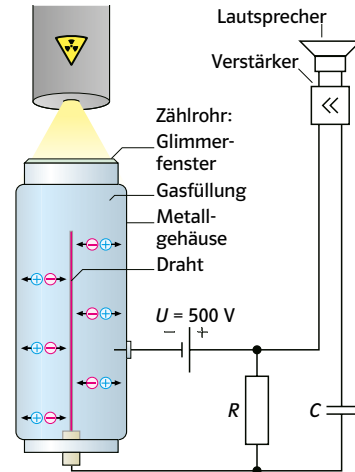 Lautsprecher
Verstärker
Zählrohr:
Glimmer-
fenster
Gasfüllung
Metall-
gehäuse
Draht
U = 500 V
− +
R
C